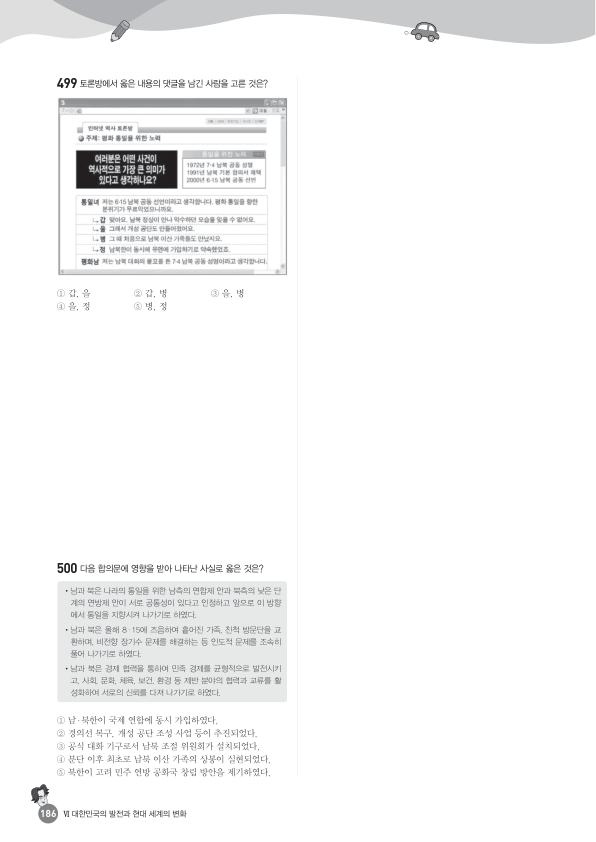 499 토론방에서 옳은 내용의 댓글을 남긴 사람을 고른 것은?
인터넷 역사 토론방
주제: 평화 통일을 위한 노력
여러분은 어떤 사건이
역사적으로 가장 큰 의미가
있다고 생각하나요?
통일을 위한 노력
1972년 7·4 남북 공동 성명
1991년 남북 기본 합의서 채택
2000년 6·15 남북 공동 선언
통일녀 저는 6·15 남북 공동 선언이라고 생각합니다. 평화 통일을 향한
분위기가 무르익었으니까요.
갑 맞아요. 남북 정상이 만나 악수하던 모습을 잊을 수 없어요.
을 그래서 개성 공단도 만들어졌어요.
병 그 때 처음으로 남북 이산 가족들도 만났지요.
정 남북한이 동시에 유엔에 가입하기로 약속했었죠.
평화남 저는 남북 대화의 물꼬를 튼 7·4 남북 공동 성명이라고 생각합니다.
① 갑, 을 ② 갑, 병 ③ 을, 병
④ 을, 정 ⑤ 병, 정
500 다음 합의문에 영향을 받아 나타난 사실로 옳은 것은?
• 남과 북은 나라의 통일을 위한 남측의 연합제 안과 북측의 낮은 단
계의 연방제 안이 서로 공통성이 있다고 인정하고 앞으로 이 방향
에서 통일을 지향시켜 나가기로 하였다.
• 남과 북은 올해 8·15에 즈음하여 흩어진 가족, 친척 방문단을 교
환하며, 비전향 장기수 문제를 해결하는 등 인도적 문제를 조속히
풀어 나가기로 하였다.
• 남과 북은 경제 협력을 통하여 민족 경제를 균형적으로 발전시키
고, 사회, 문화, 체육, 보건, 환경 등 제반 분야의 협력과 교류를 활
성화하여 서로의 신뢰를 다져 나가기로 하였다.
① 남·북한이 국제 연합에 동시 가입하였다.
② 경의선 복구, 개성 공단 조성 사업 등이 추진되었다.
③ 공식 대화 기구로서 남북 조절 위원회가 설치되었다.
④ 분단 이후 최초로 남북 이산 가족의 상봉이 실현되었다.
⑤ 북한이 고려 민주 연방 공화국 창립 방안을 제기하였다.
186 Ⅵ 대한민국의 발전과 현대 세계의 변화